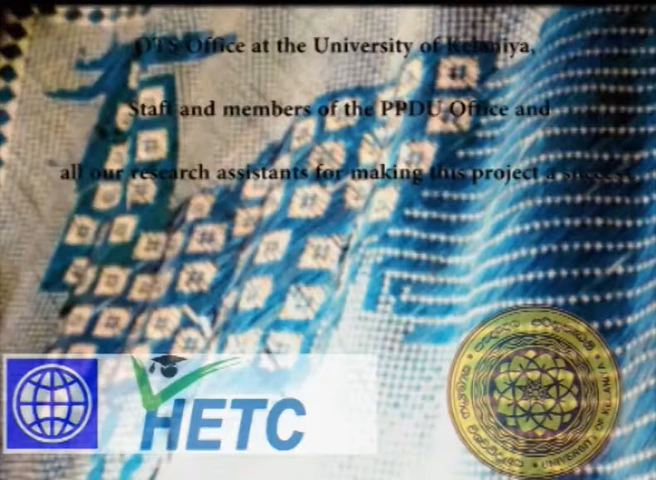 OTS Office at the University of Kelaniya,
Staff and members of the PPDU Office and
all our research assistants for making this project a success
HETC